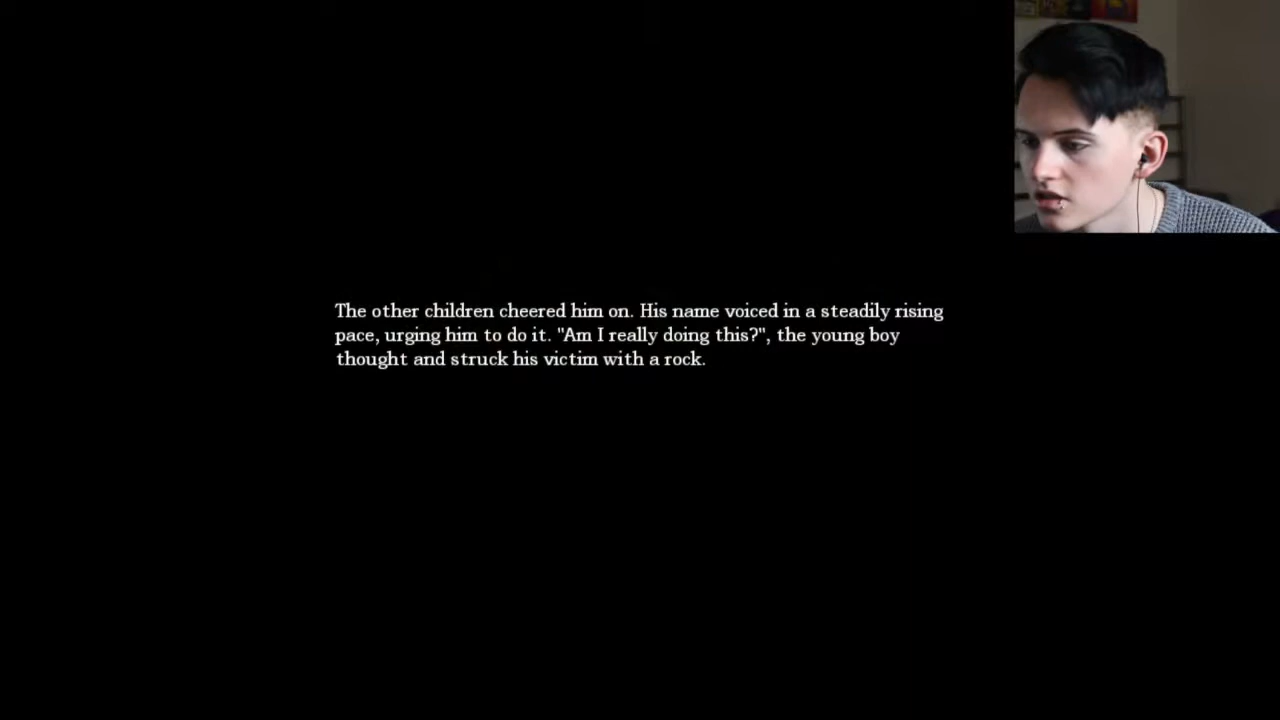 The other children cheered him on. His name voiced in a steadily rising
pace, urging him to do it. "Am I really doing this?", the young boy
thought and struck his victim with a rock.